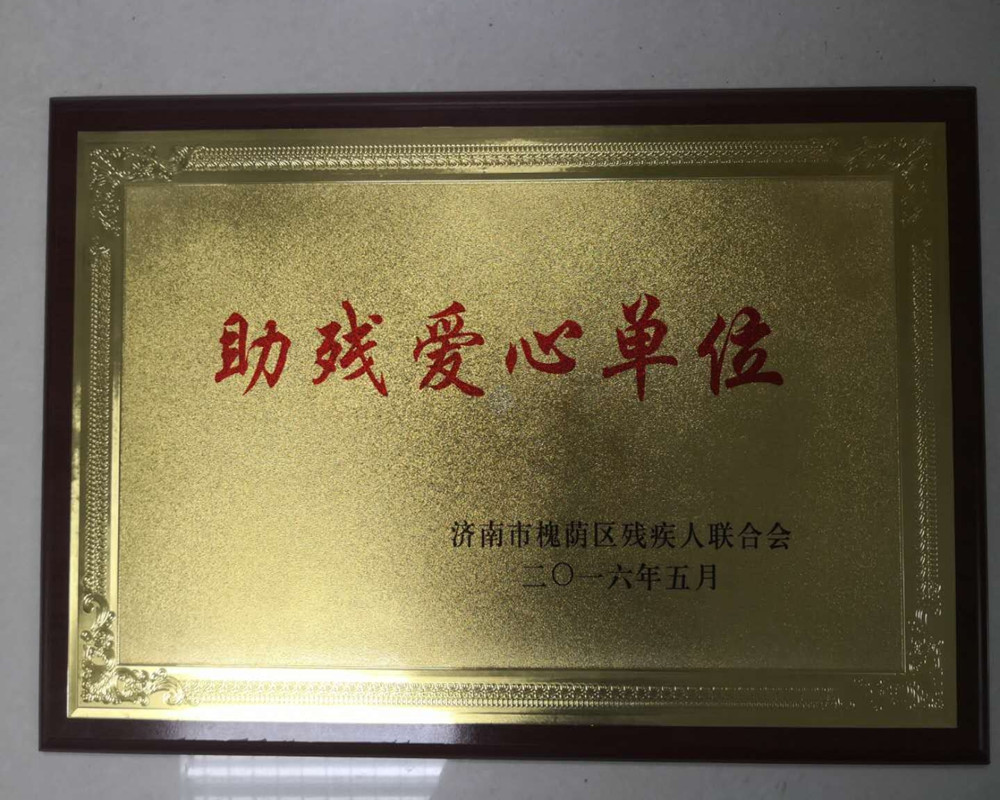 助残爱心单位
济南市槐荫区残疾人联合会
二〇一六年五月